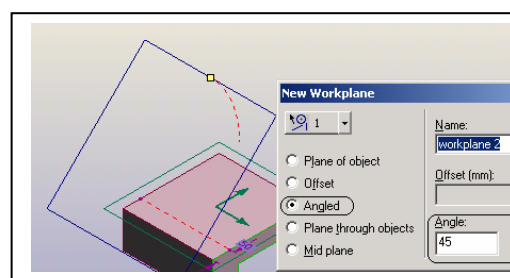 New Workplane
1
Name:
workplane 2
Plane of object
Offset
Offset (mm):
Angled
Plane through objects
Angle:
45
Mid plane